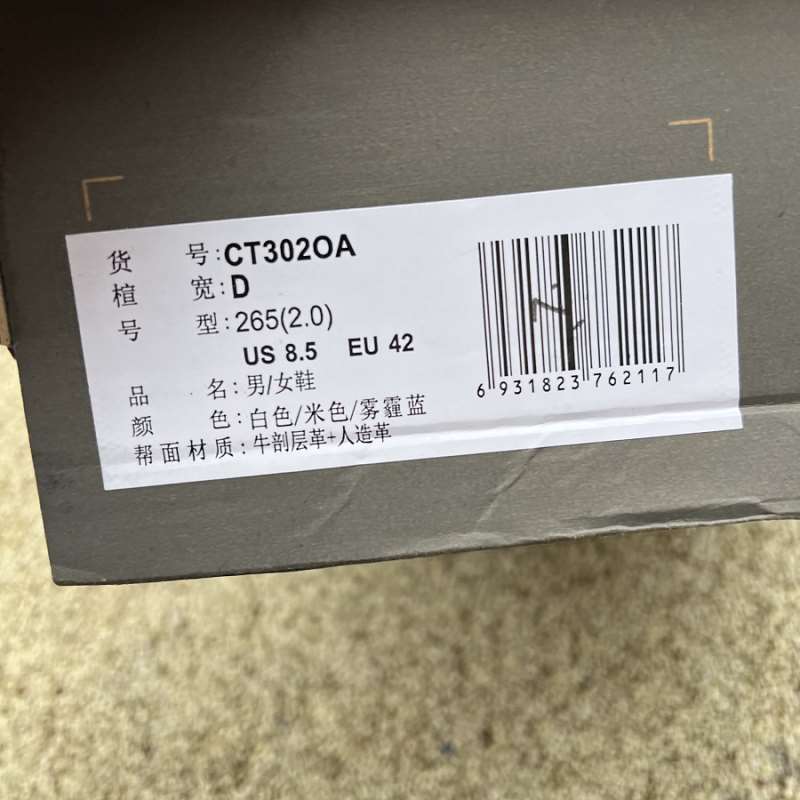 货 号: CT302OA
楦 宽: D
号 型: 265(2.0)
US 8.5 EU 42
品 名: 男/女鞋
颜 色: 白色/米色/雾霾蓝
帮面材质: 牛剖层革+人造革
6 931823 762117